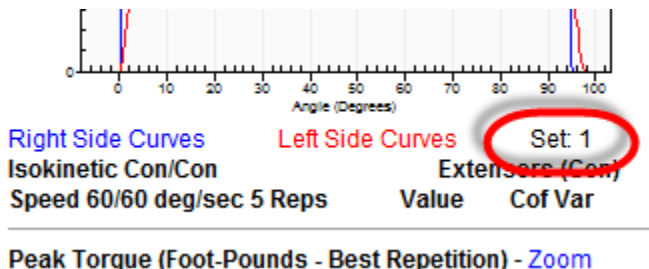 0
0 10 20 30 40 50 60 70 80 90 100
Angle (Degrees)
Right Side Curves Left Side Curves Set: 1
Isokinetic Con/Con Extensors (Con)
Speed 60/60 deg/sec 5 Reps Value Cof Var
Peak Torque (Foot-Pounds - Best Repetition) - Zoom